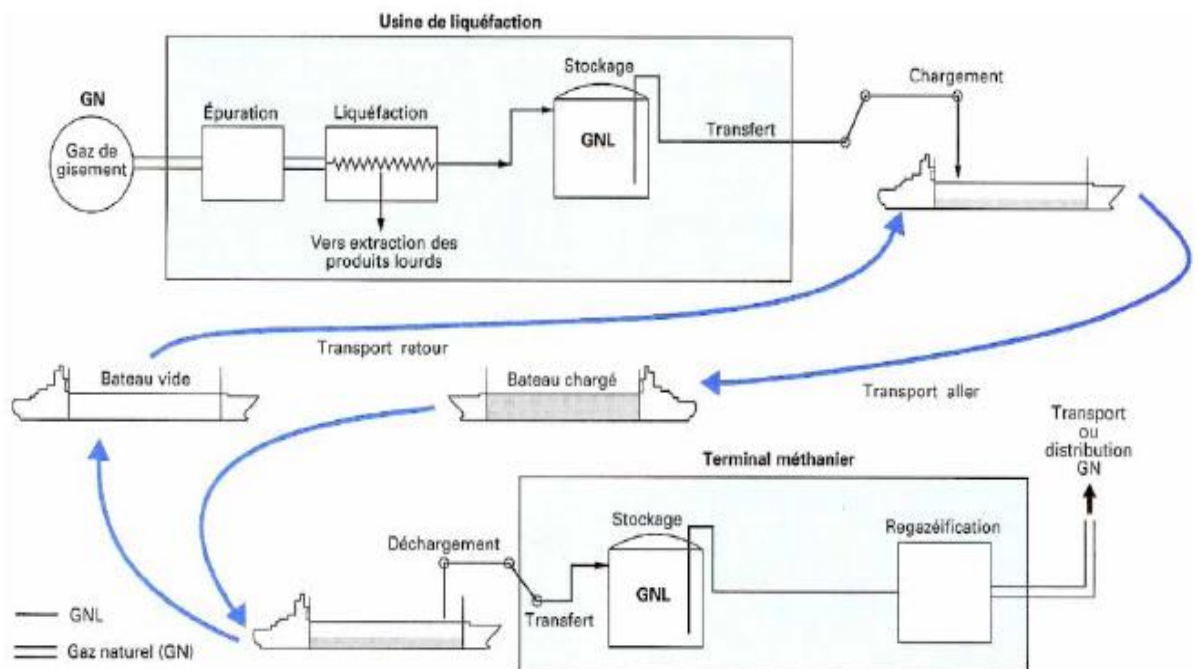 Usine de liquéfaction
Stockage
Chargement
GN
Épuration
Liquéfaction
Gaz de
gisement
GNL
Transfert
Vers extraction des
produits lourds
Transport retour
Bateau vide
Bateau chargé
Transport aller
Transport
ou
distribution
GN
Terminal méthanier
Stockage
Regazéification
Déchargement
GNL
Transfert
GNL
Gaz naturel (GN)